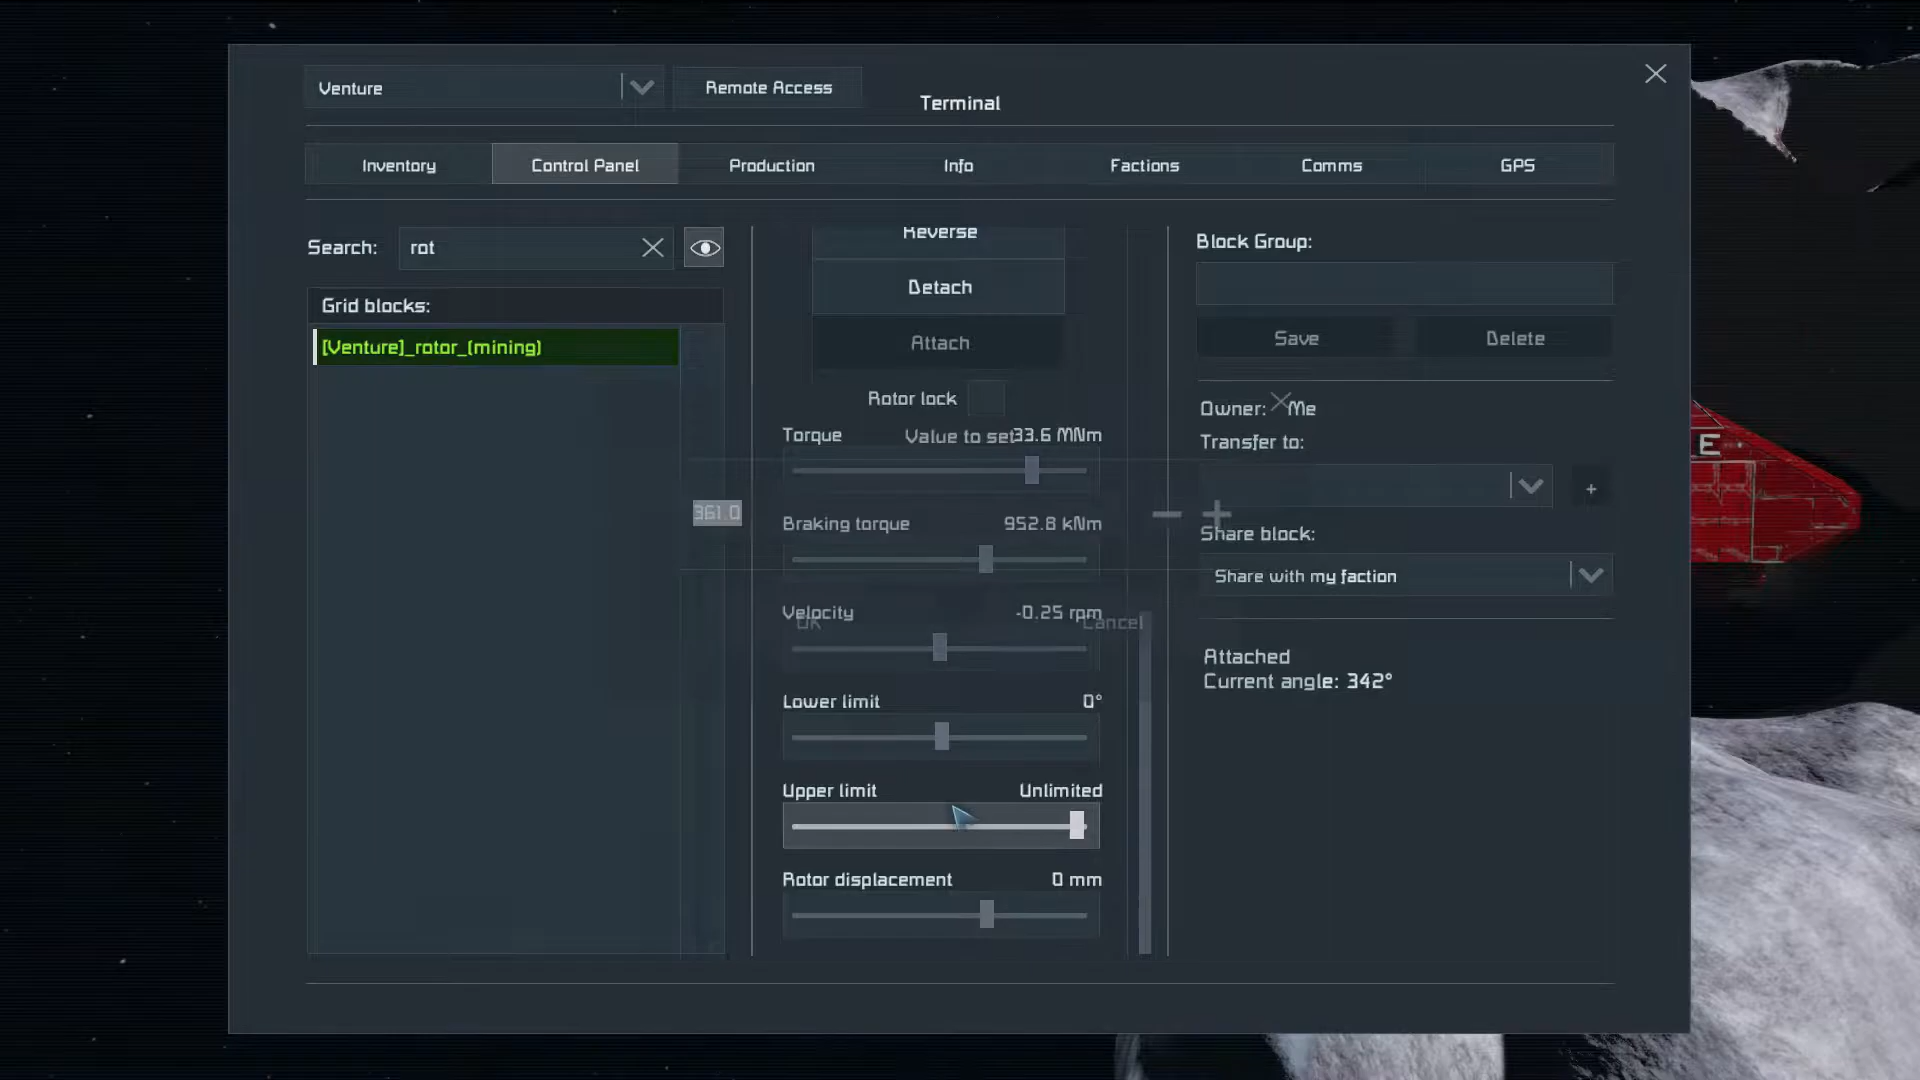 Venture
Remote Access
Terminal
Inventory
Control Panel
Production
Info
Factions
Comms
GPS
Search:
rot
Grid blocks:
[Venture]_rotor_(mining)
Reverse
Detach
Attach
Rotor lock
Torque
Value to set
33.6 MNm
361.0
Braking torque
952.8 kNm
Velocity
-0.25 rpm
OK
Cancel
Lower limit
0°
Upper limit
Unlimited
Rotor displacement
0 mm
Block Group:
Save
Delete
Owner: Me
Transfer to:
+
Share block:
Share with my faction
Attached
Current angle: 342°
E